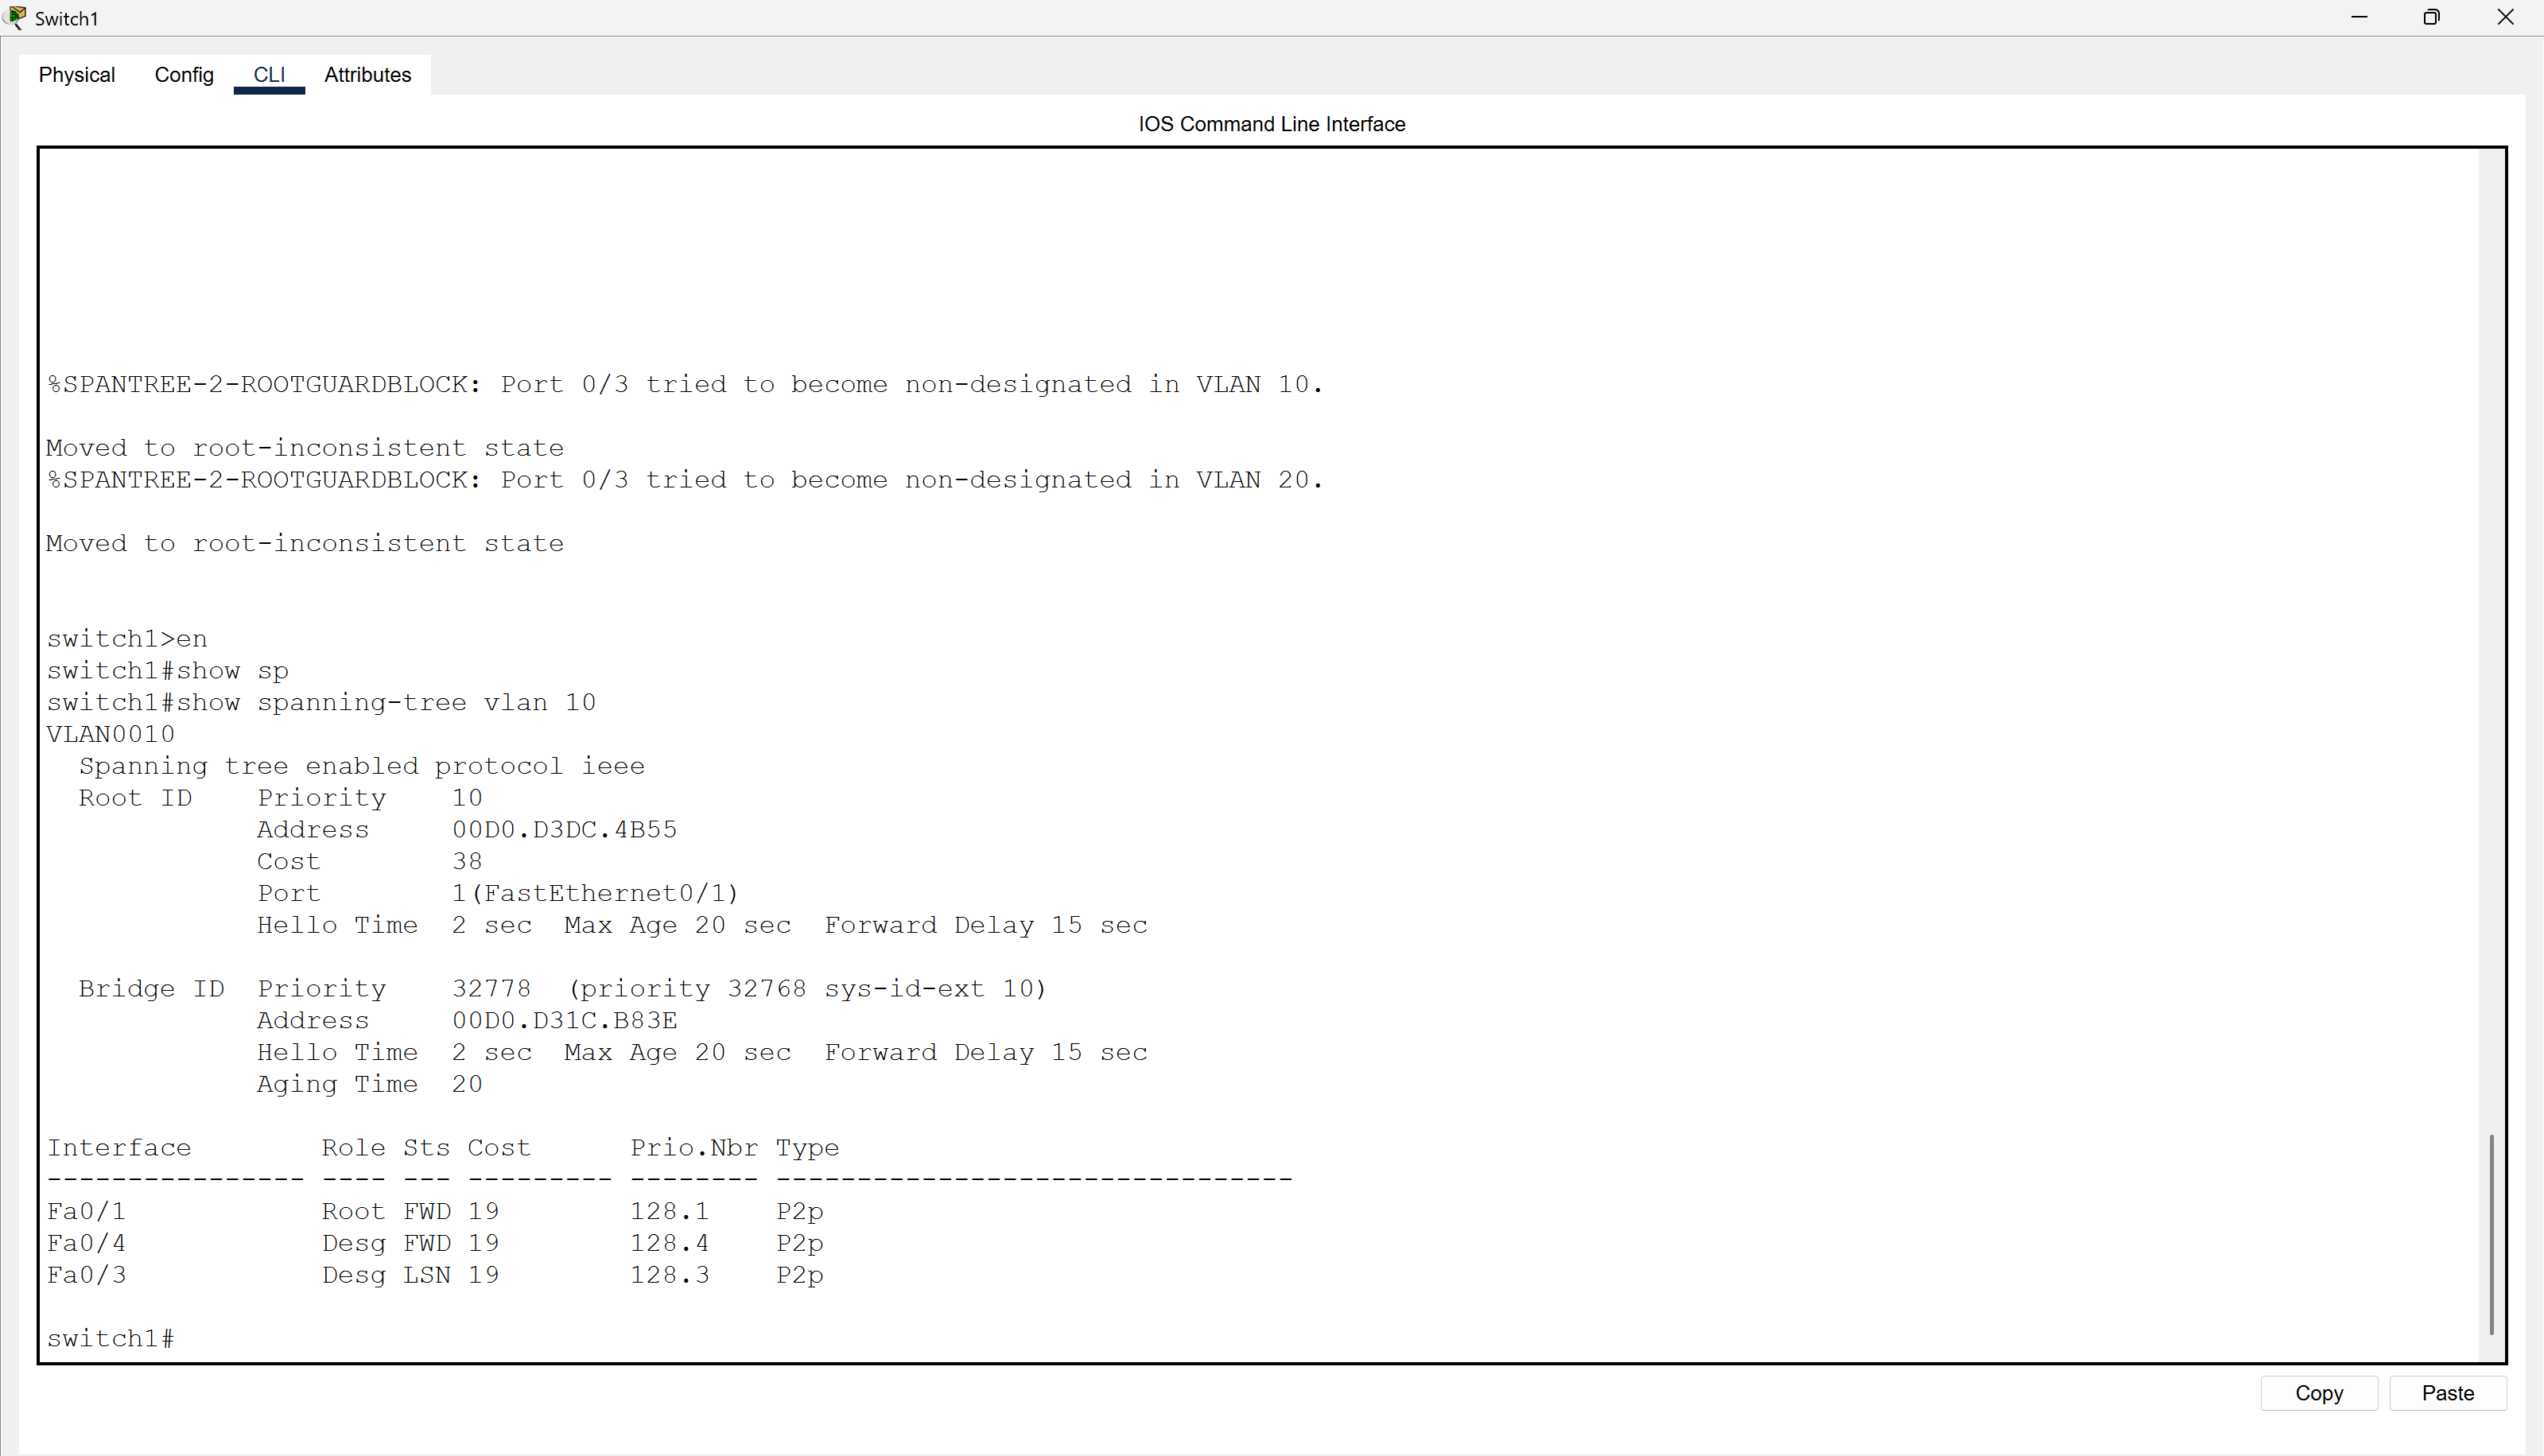 Switch1
Physical Config CLI Attributes
IOS Command Line Interface
%SPANTREE-2-ROOTGUARDBLOCK: Port 0/3 tried to become non-designated in VLAN 10.
Moved to root-inconsistent state
%SPANTREE-2-ROOTGUARDBLOCK: Port 0/3 tried to become non-designated in VLAN 20.
Moved to root-inconsistent state
switch1>en
switch1#show sp
switch1#show spanning-tree vlan 10
VLAN0010
  Spanning tree enabled protocol ieee
  Root ID    Priority    10
             Address     00D0.D3DC.4B55
             Cost        38
             Port        1(FastEthernet0/1)
             Hello Time  2 sec  Max Age 20 sec  Forward Delay 15 sec
  Bridge ID  Priority    32778  (priority 32768 sys-id-ext 10)
             Address     00D0.D31C.B83E
             Hello Time  2 sec  Max Age 20 sec  Forward Delay 15 sec
             Aging Time  20
Interface        Role Sts Cost      Prio.Nbr Type
---------------- ---- --- --------- -------- --------------------------------
Fa0/1            Root FWD 19        128.1    P2p
Fa0/4            Desg FWD 19        128.4    P2p
Fa0/3            Desg LSN 19        128.3    P2p
switch1#
Copy Paste